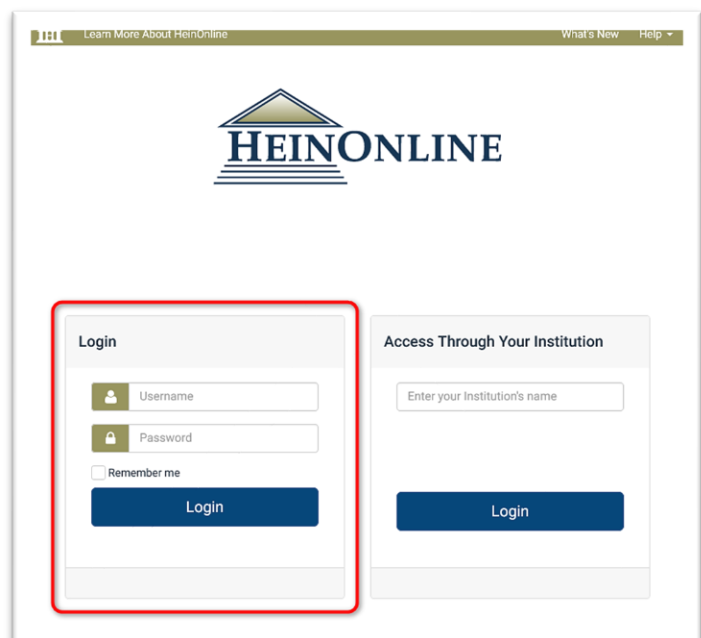 Learn More About HeinOnline
What's New
Help
HEINONLINE
Login
Username
Password
Remember me
Login
Access Through Your Institution
Enter your Institution's name
Login